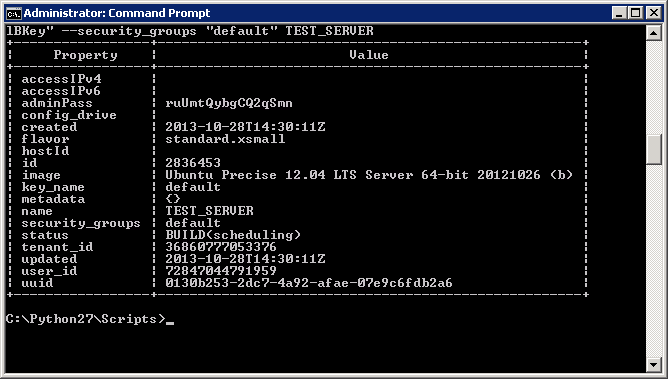 Administrator: Command Prompt
lBKey" --security_groups "default" TEST_SERVER
Property Value
accessIPv4
accessIPv6
adminPass ruUmtQybgCQ2qSmn
config_drive
created 2013-10-28T14:30:11Z
flavor standard.xsmall
hostId
id 2836453
image Ubuntu Precise 12.04 LTS Server 64-bit 20121026 (b)
key_name default
metadata {}
name TEST_SERVER
security_groups default
status BUILD(scheduling)
tenant_id 36860777053376
updated 2013-10-28T14:30:11Z
user_id 72847044791959
uuid 0130b253-2dc7-4a92-afae-07e9c6fdb2a6
C:\Python27\Scripts>_